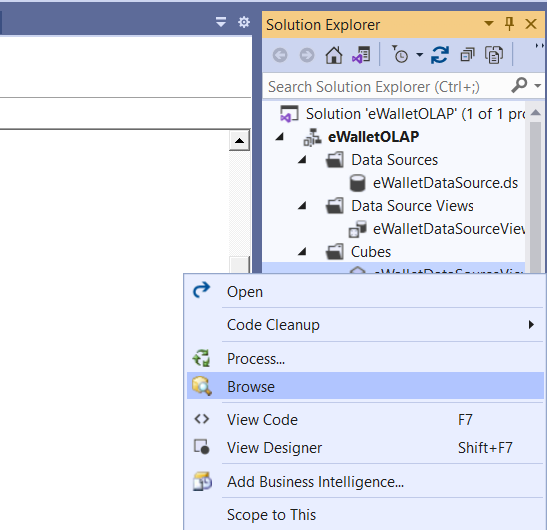 Solution Explorer
Search Solution Explorer (Ctrl+;)
Solution 'eWalletOLAP' (1 of 1 pro
eWalletOLAP
Data Sources
eWalletDataSource.ds
Data Source Views
eWalletDataSourceView
Cubes
eWalletDataSourceView
Open
Code Cleanup
Process...
Browse
View Code F7
View Designer Shift+F7
Add Business Intelligence...
Scope to This